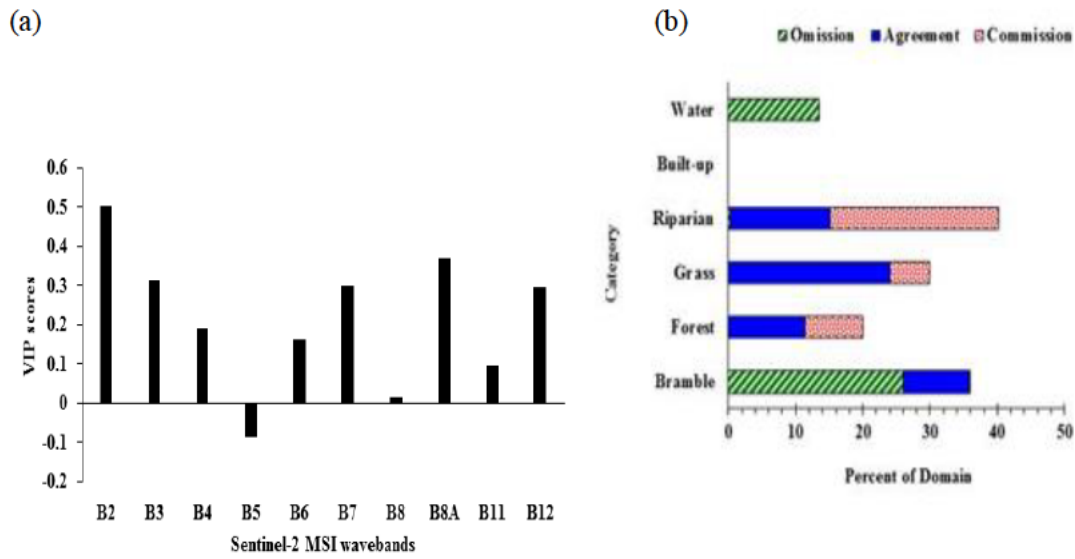 (a)
VIP scores
0.6
0.5
0.4
0.3
0.2
0.1
0
-0.1
-0.2
B2 B3 B4 B5 B6 B7 B8 B8A B11 B12
Sentinel-2 MSI wavebands
(b)
Omission Agreement Commission
Category
Water
Built-up
Riparian
Grass
Forest
Bramble
0 10 20 30 40 50
Percent of Domain